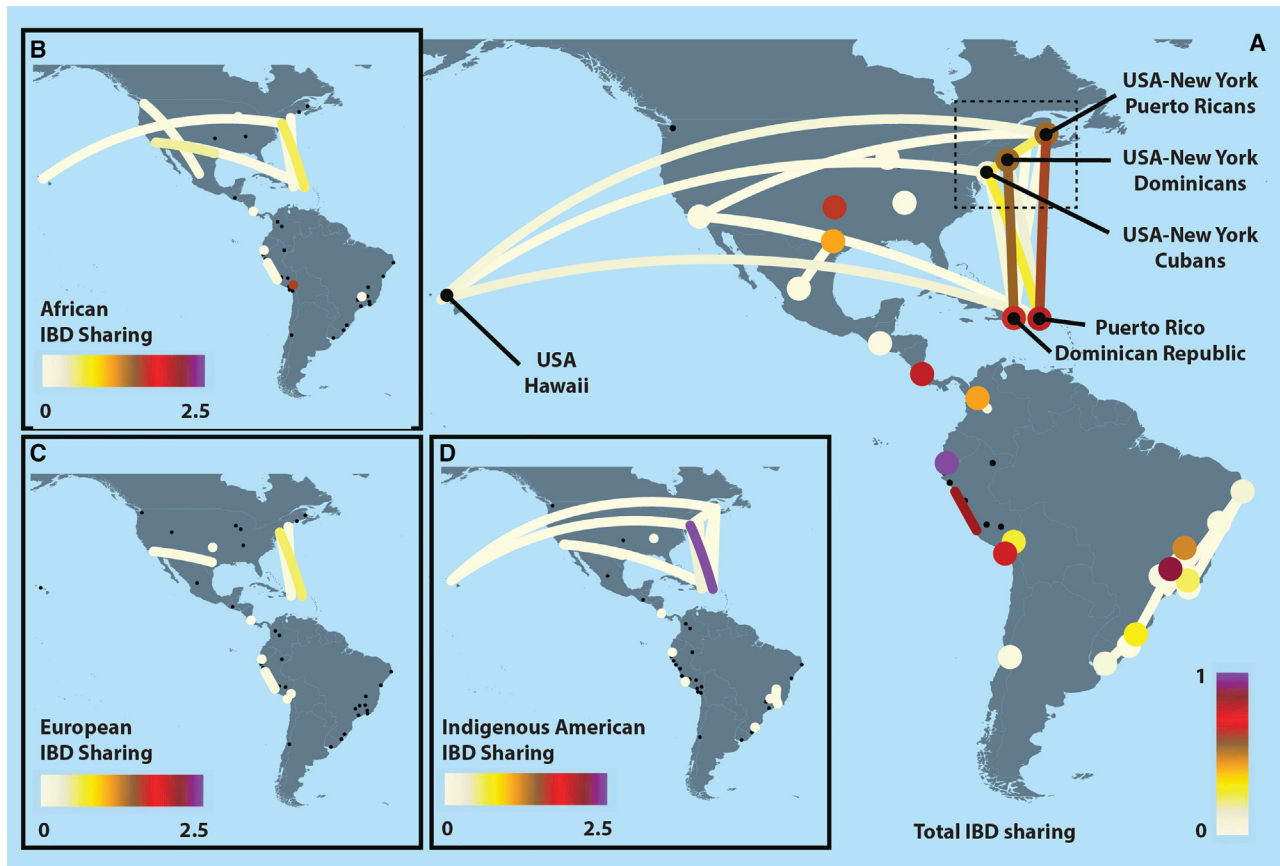 B
African
IBD Sharing
0
2.5
A
USA-New York
Puerto Ricans
USA-New York
Dominicans
USA-New York
Cubans
Puerto Rico
Dominican Republic
USA
Hawaii
C
European
IBD Sharing
0
2.5
D
Indigenous American
IBD Sharing
0
2.5
1
Total IBD sharing
0